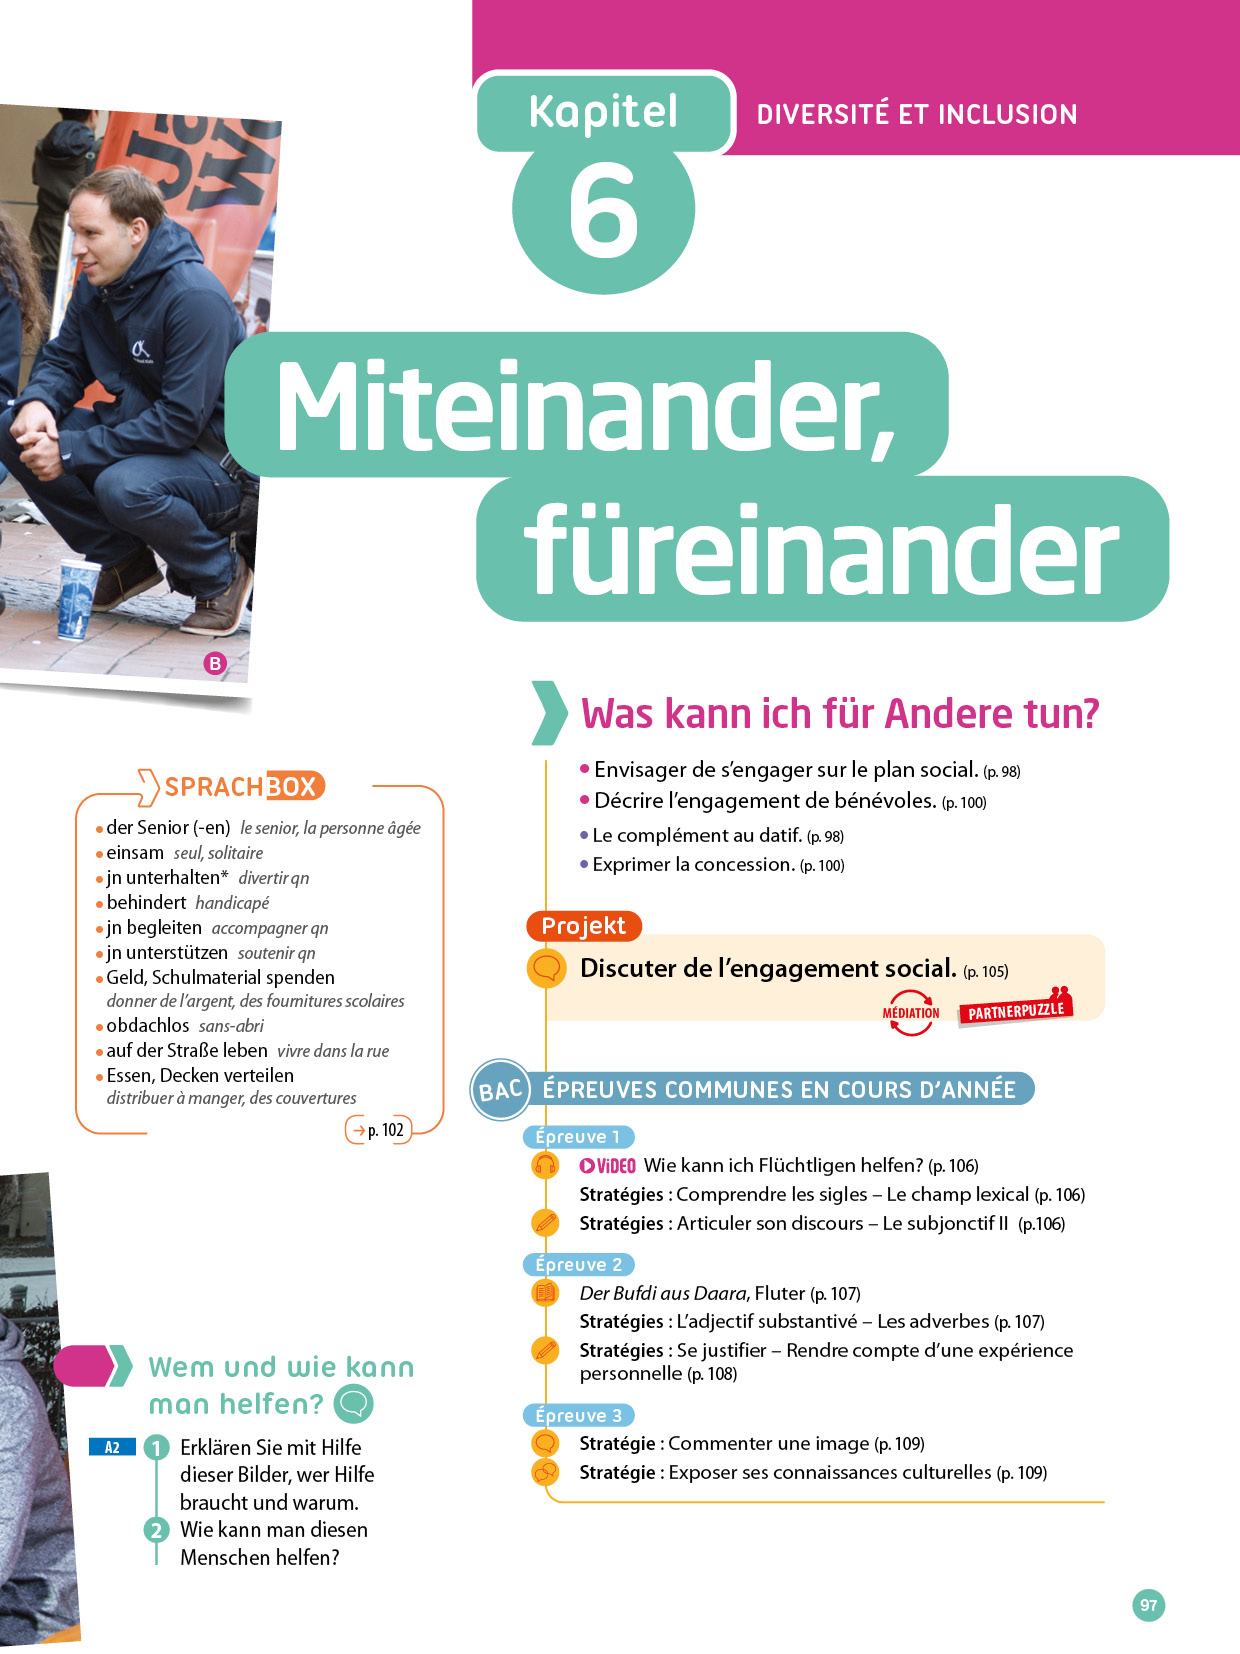 Kapitel
6
DIVERSITÉ ET INCLUSION
Miteinander,
füreinander
B
Was kann ich für Andere tun?
• Envisager de s'engager sur le plan social. (p. 98)
• Décrire l'engagement de bénévoles. (p. 100)
• Le complément au datif. (p. 98)
• Exprimer la concession. (p. 100)
Projekt
Discuter de l'engagement social. (p. 105)
MÉDIATION
PARTNERPUZZLE
SPRACHBOX
• der Senior (-en) le senior, la personne âgée
• einsam seul, solitaire
• jn unterhalten* divertir qn
• behindert handicapé
• jn begleiten accompagner qn
• jn unterstützen soutenir qn
• Geld, Schulmaterial spenden
donner de l'argent, des fournitures scolaires
• obdachlos sans-abri
• auf der Straße leben vivre dans la rue
• Essen, Decken verteilen
distribuer à manger, des couvertures
→ p. 102
BAC ÉPREUVES COMMUNES EN COURS D'ANNÉE
Épreuve 1
VIDEO Wie kann ich Flüchtligen helfen? (p. 106)
Stratégies : Comprendre les sigles – Le champ lexical (p. 106)
Stratégies : Articuler son discours – Le subjonctif II (p.106)
Épreuve 2
Der Bufdi aus Daara, Fluter (p. 107)
Stratégies : L'adjectif substantivé – Les adverbes (p. 107)
Stratégies : Se justifier – Rendre compte d'une expérience
personnelle (p. 108)
Épreuve 3
Stratégie : Commenter une image (p. 109)
Stratégie : Exposer ses connaissances culturelles (p. 109)
Wem und wie kann
man helfen?
A2
1 Erklären Sie mit Hilfe
dieser Bilder, wer Hilfe
braucht und warum.
2 Wie kann man diesen
Menschen helfen?
97